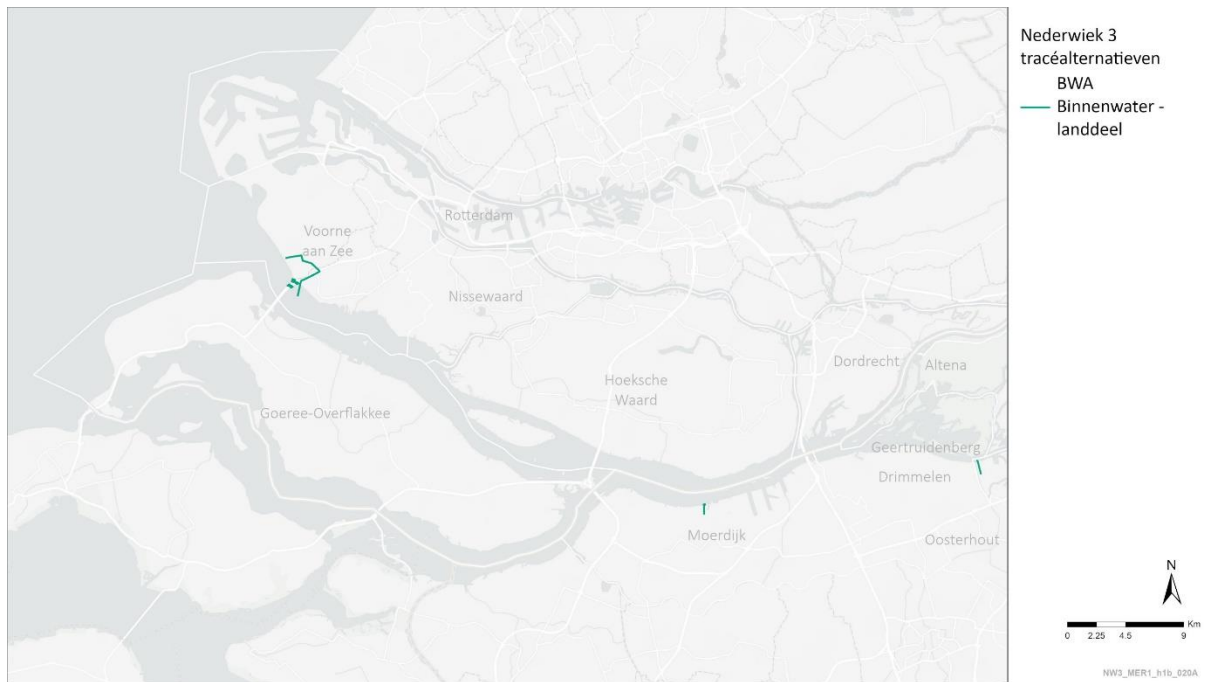 Nederwiek 3
tracéalternatieven
BWA
Binnenwater -
landdeel
Rotterdam
Voorne
aan Zee
Nissewaard
Hoeksche
Waard
Dordrecht
Altena
Goeree-Overflakkee
Geertruidenberg
Drimmelen
Moerdijk
Oosterhout
N
Km
0 2.25 4.5 9
NW3_MER1_h1b_020A